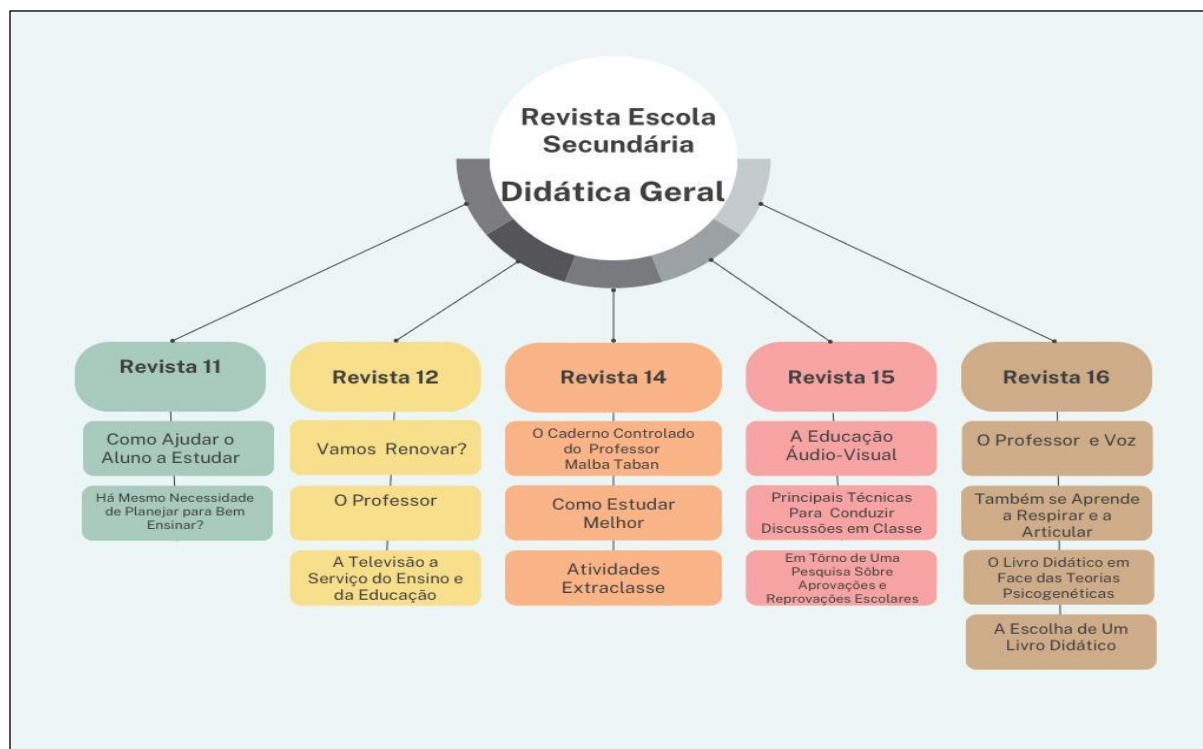 Revista Escola
Secundária
Didática Geral
Revista 11
Como Ajudar o
Aluno a Estudar
Há Mesmo Necessidade
de Planejar para Bem
Ensinar?
Revista 12
Vamos Renovar?
O Professor
A Televisão a
Serviço do Ensino e
da Educação
Revista 14
O Caderno Controlado
do Professor
Malba Taban
Como Estudar
Melhor
Atividades
Extraclasse
Revista 15
A Educação
Áudio-Visual
Principais Técnicas
Para Conduzir
Discussões em Classe
Em Tôrno de Uma
Pesquisa Sôbre
Aprovações e
Reprovações Escolares
Revista 16
O Professor e Voz
Também se Aprende
a Respirar e a
Articular
O Livro Didático em
Face das Teorias
Psicogenéticas
A Escolha de Um
Livro Didático